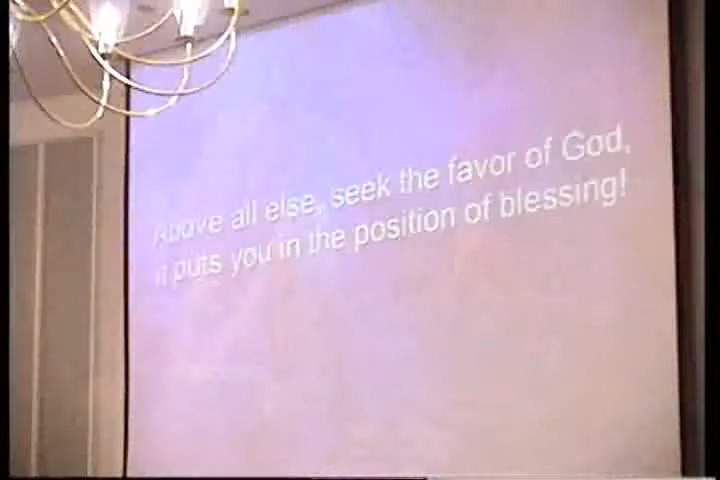 Above all else, seek the favor of God,
it puts you in the position of blessing!